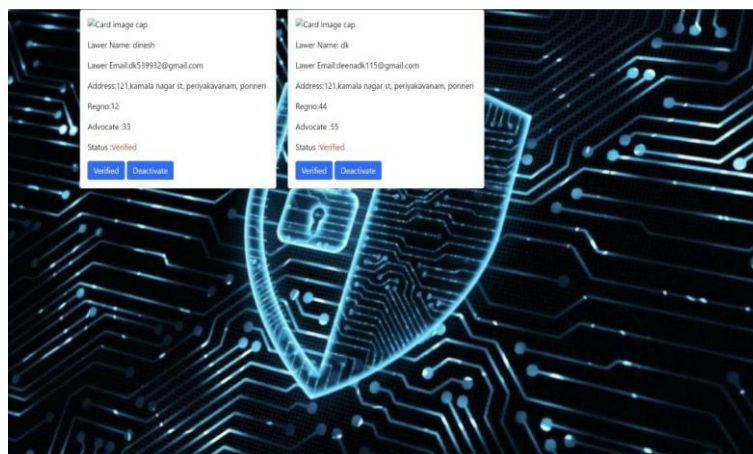 Card image cap
Lawer Name: dinesh
Lawer Email:dk539932@gmail.com
Address:121,kamala nagar st, periyakavanam, ponneri
Regno:12
Advocate :33
Status :Verified
Verified Deactivate
Card image cap
Lawer Name: dk
Lawer Email:deenadk115@gmail.com
Address:121,kamala nagar st, periyakavanam, ponneri
Regno:44
Advocate :55
Status :Verified
Verified Deactivate